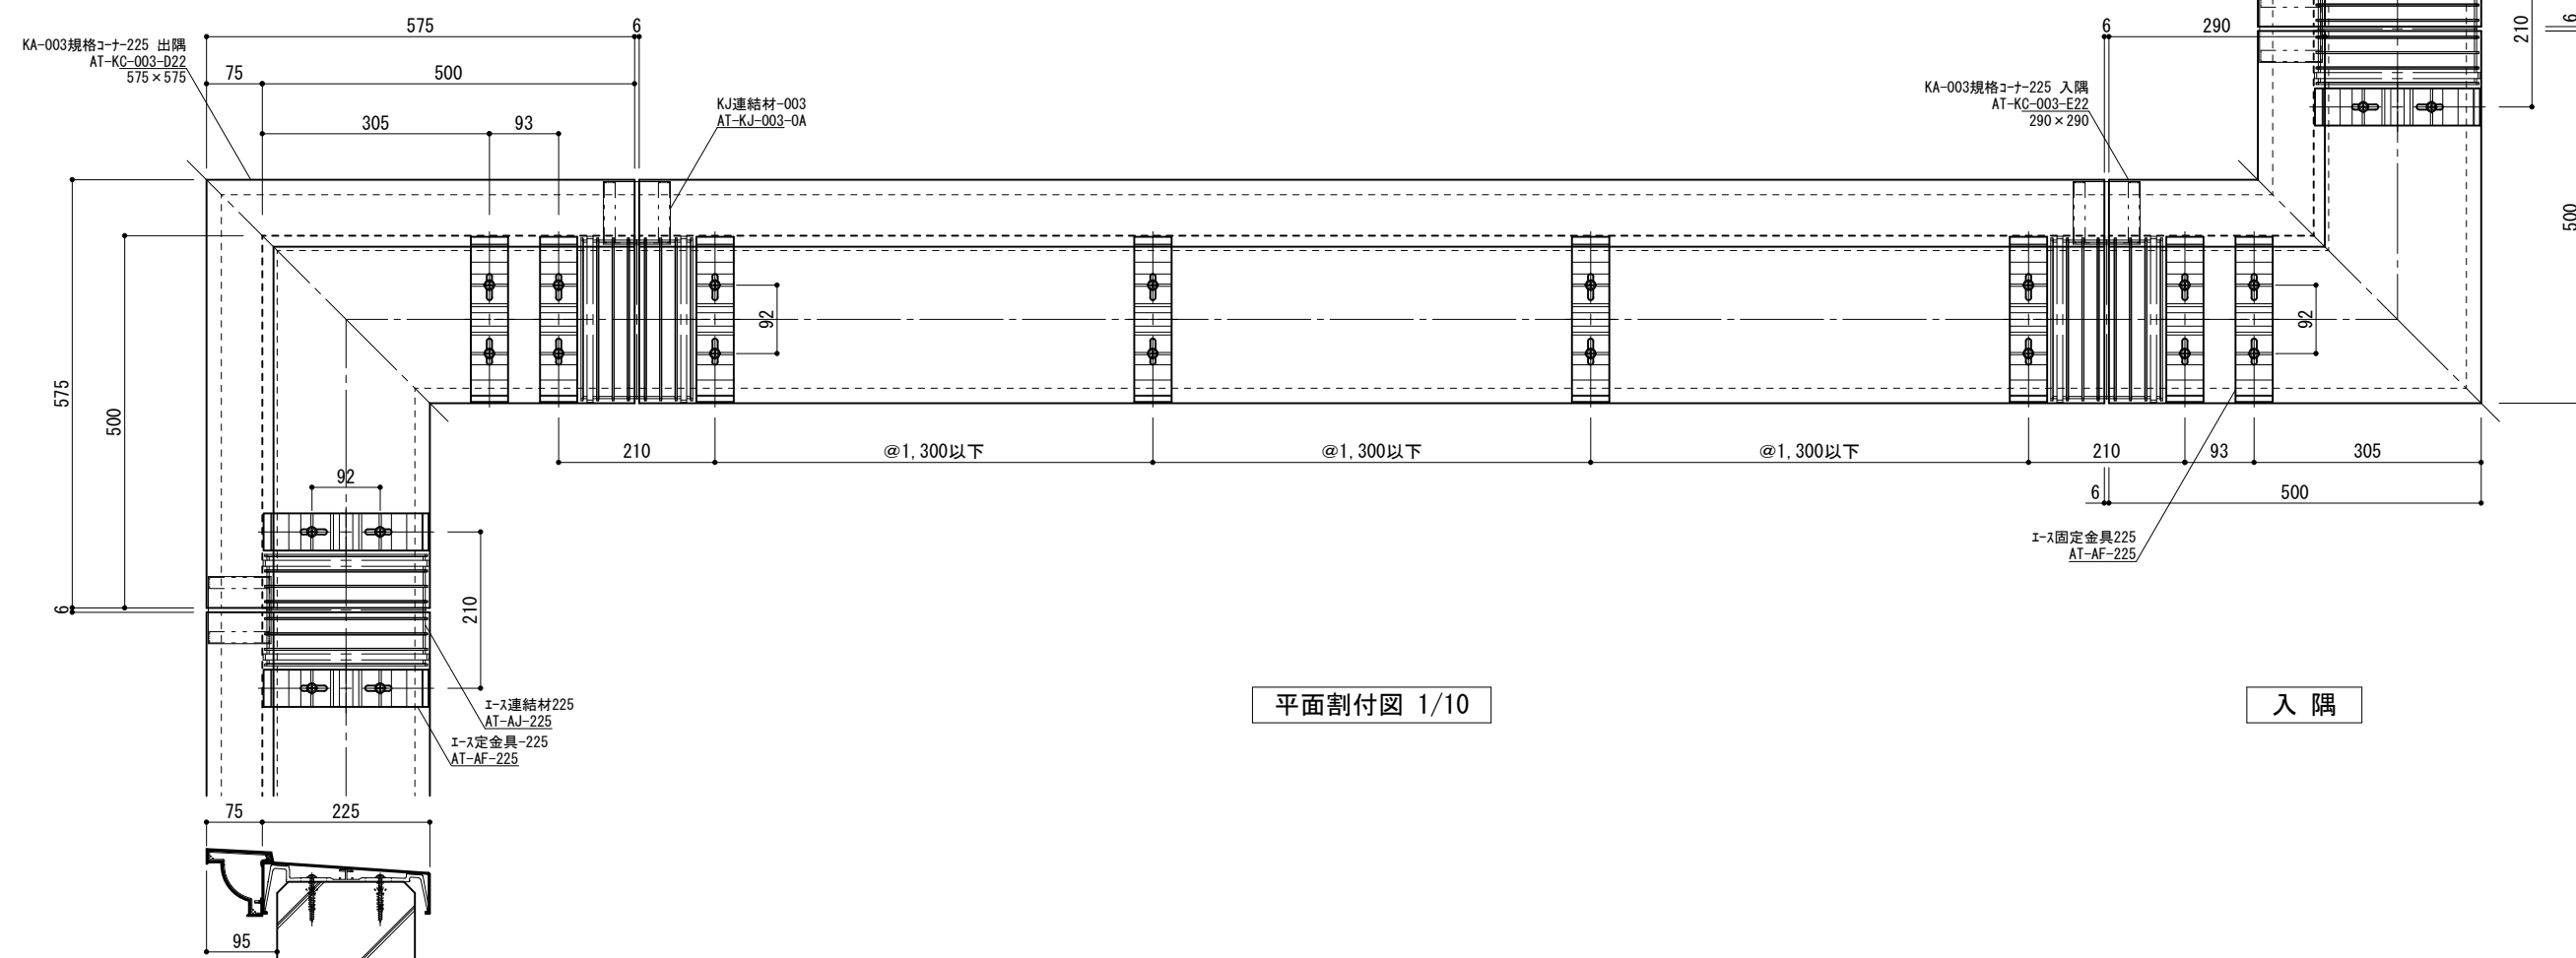 575
6
6
290
210
6
KA-003規格ｺｰﾅｰ225 出隅
AT-KC-003-D22
575×575
75
500
KA-003規格ｺｰﾅｰ225 入隅
AT-KC-003-E22
290×290
KJ連結材-003
AT-KJ-003-OA
305
93
500
575
500
92
92
210
@1,300以下
@1,300以下
@1,300以下
210
93
305
6
500
92
210
6
ｴｰｽ固定金具225
AT-AF-225
ｴｰｽ連結材225
AT-AJ-225
ｴｰｽ定金具-225
AT-AF-225
平面割付図 1/10
入 隅
75
225
95